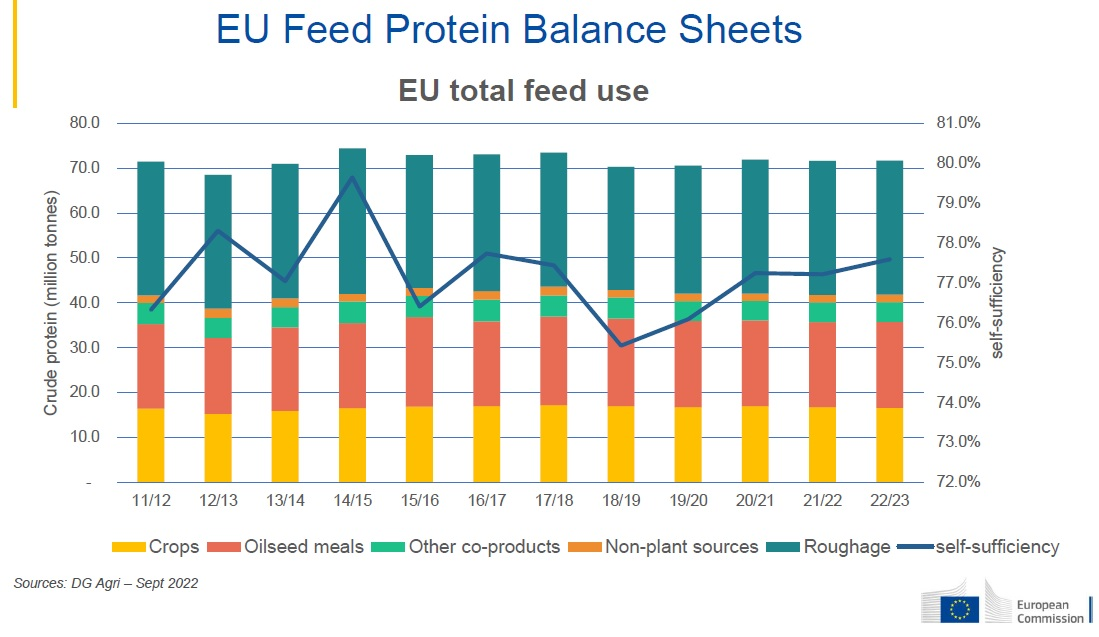 EU Feed Protein Balance Sheets
EU total feed use
Crude protein (million tonnes)
80.0
70.0
60.0
50.0
40.0
30.0
20.0
10.0
-
81.0%
80.0%
79.0%
78.0%
77.0%
76.0%
75.0%
74.0%
73.0%
72.0%
self-sufficiency
11/12 12/13 13/14 14/15 15/16 16/17 17/18 18/19 19/20 20/21 21/22 22/23
Crops Oilseed meals Other co-products Non-plant sources Roughage self-sufficiency
Sources: DG Agri – Sept 2022
European
Commission